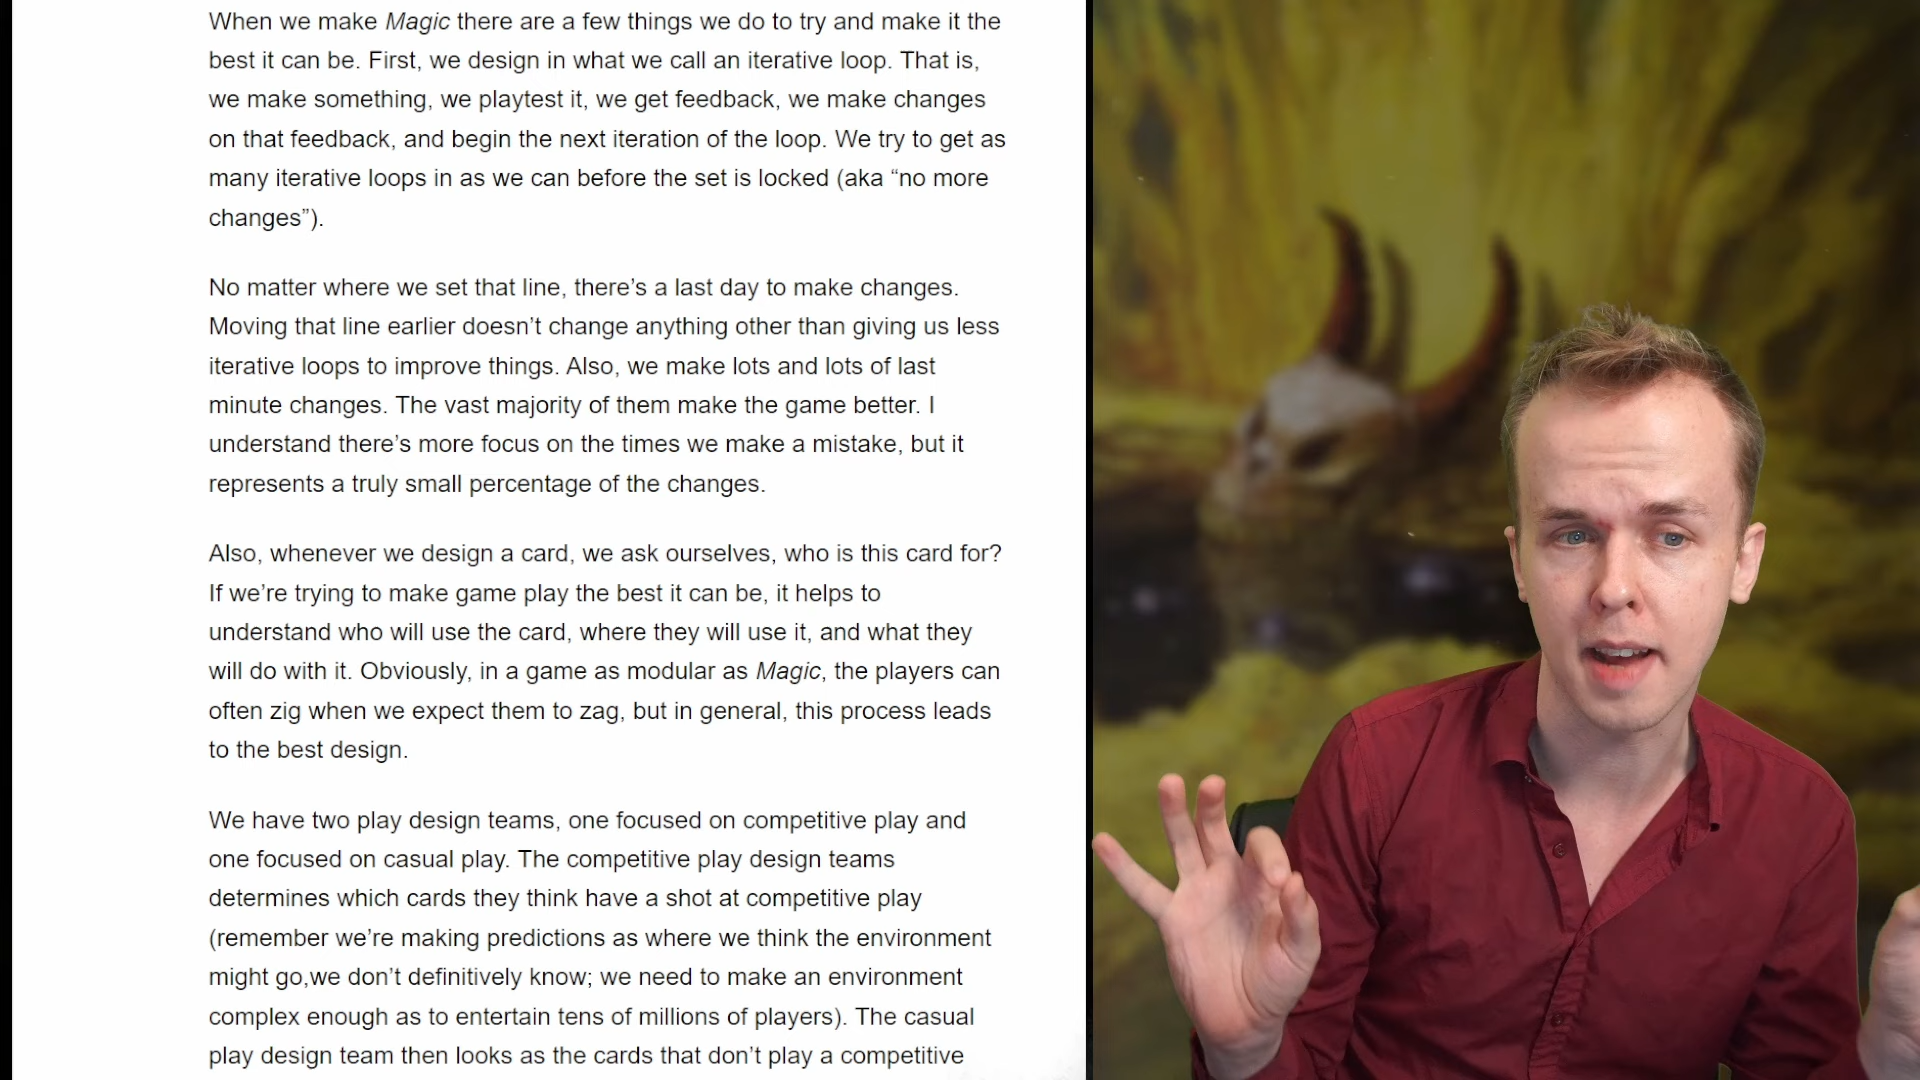 When we make Magic there are a few things we do to try and make it the
best it can be. First, we design in what we call an iterative loop. That is,
we make something, we playtest it, we get feedback, we make changes
on that feedback, and begin the next iteration of the loop. We try to get as
many iterative loops in as we can before the set is locked (aka “no more
changes”).
No matter where we set that line, there’s a last day to make changes.
Moving that line earlier doesn’t change anything other than giving us less
iterative loops to improve things. Also, we make lots and lots of last
minute changes. The vast majority of them make the game better. I
understand there’s more focus on the times we make a mistake, but it
represents a truly small percentage of the changes.
Also, whenever we design a card, we ask ourselves, who is this card for?
If we’re trying to make game play the best it can be, it helps to
understand who will use the card, where they will use it, and what they
will do with it. Obviously, in a game as modular as Magic, the players can
often zig when we expect them to zag, but in general, this process leads
to the best design.
We have two play design teams, one focused on competitive play and
one focused on casual play. The competitive play design teams
determines which cards they think have a shot at competitive play
(remember we’re making predictions as where we think the environment
might go,we don’t definitively know; we need to make an environment
complex enough as to entertain tens of millions of players). The casual
play design team then looks as the cards that don’t play a competitive